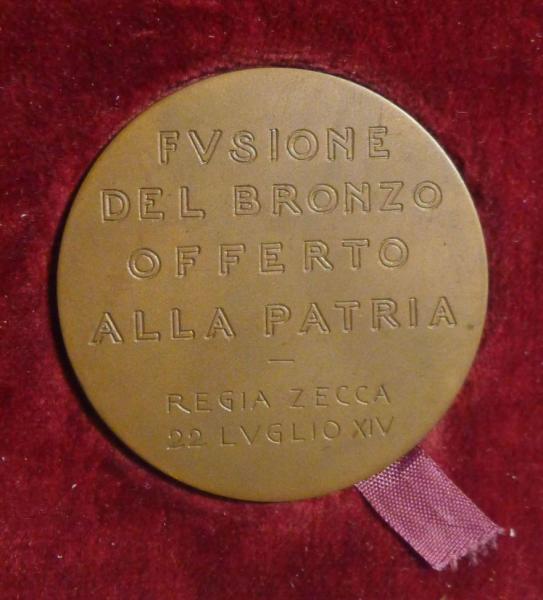 FVSIONE
DEL BRONZO
OFFERTO
ALLA PATRIA
REGIA ZECCA
22 LVGLIO XIV